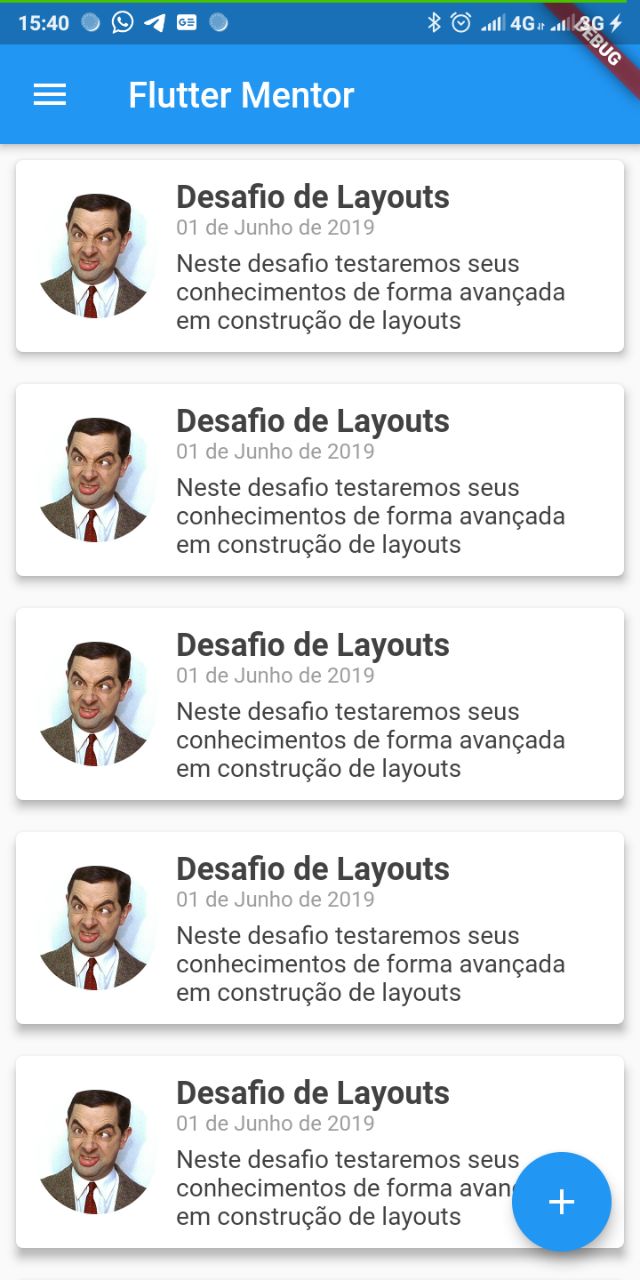 15:40 GE 4G 3G
DEBUG
Flutter Mentor
Desafio de Layouts
01 de Junho de 2019
Neste desafio testaremos seus
conhecimentos de forma avançada
em construção de layouts
Desafio de Layouts
01 de Junho de 2019
Neste desafio testaremos seus
conhecimentos de forma avançada
em construção de layouts
Desafio de Layouts
01 de Junho de 2019
Neste desafio testaremos seus
conhecimentos de forma avançada
em construção de layouts
Desafio de Layouts
01 de Junho de 2019
Neste desafio testaremos seus
conhecimentos de forma avançada
em construção de layouts
Desafio de Layouts
01 de Junho de 2019
Neste desafio testaremos seus
conhecimentos de forma avan
em construção de layouts